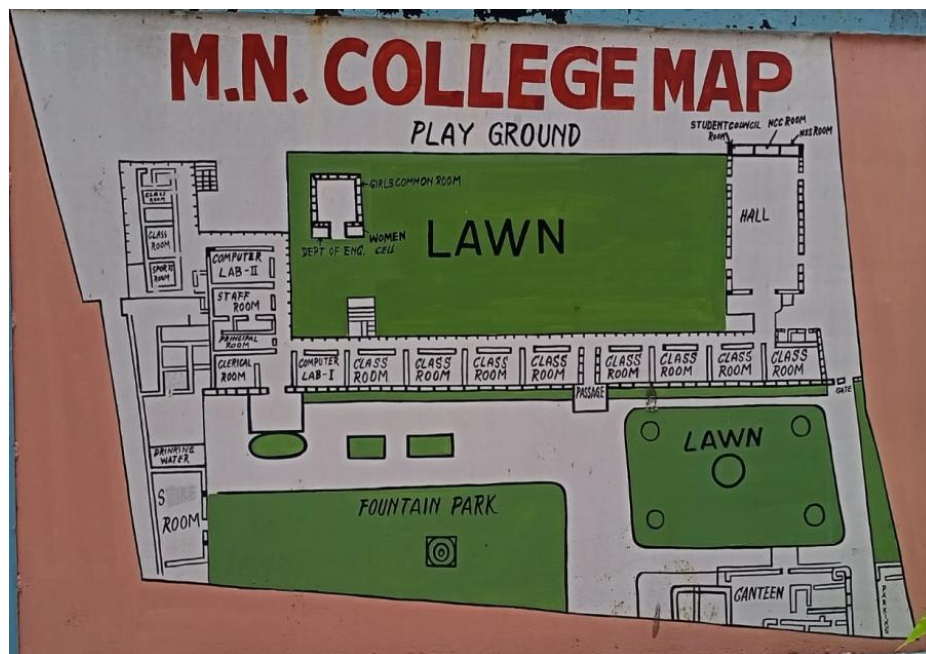 M.N. COLLEGE MAP
PLAY GROUND
STUDENT COUNCIL
ROOM
NCC ROOM
NSS ROOM
GIRLS COMMON ROOM
DEPT OF ENG.
WOMEN
CELL
LAWN
HALL
CLASS
ROOM
CLASS
ROOM
SPORTS
ROOM
COMPUTER
LAB-II
STAFF
ROOM
PRINCIPAL
ROOM
CLERICAL
ROOM
COMPUTER
LAB-I
CLASS
ROOM
CLASS
ROOM
CLASS
ROOM
CLASS
ROOM
PASSAGE
CLASS
ROOM
CLASS
ROOM
CLASS
ROOM
CLASS
ROOM
GATE
DRINKING
WATER
ROOM
FOUNTAIN PARK
LAWN
CANTEEN
PARKING